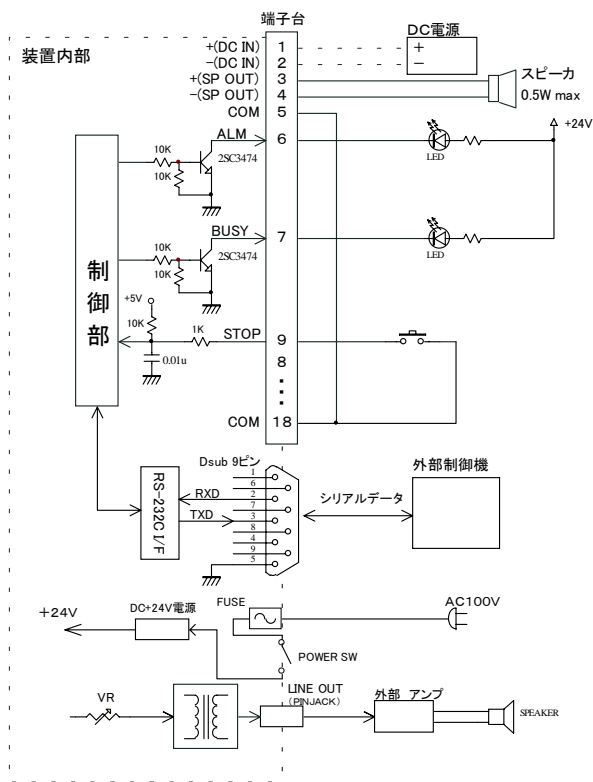 端子台
装置内部
DC電源
+(DC IN) 1 +
-(DC IN) 2 -
+(SP OUT) 3 スピーカ
-(SP OUT) 4 0.5W max
COM 5
+24V
ALM 6
10K
10K
2SC3474
LED
BUSY 7
10K
10K
2SC3474
LED
制御部
+5V
10K
1K
STOP 9
0.01u
8
COM 18
Dsub 9ピン
外部制御機
RS-232C I/F
RXD
TXD
1
6
2
7
3
8
4
9
5
シリアルデータ
+24V
DC+24V電源
FUSE
AC100V
POWER SW
VR
LINE OUT
(PINJACK)
外部 アンプ
SPEAKER